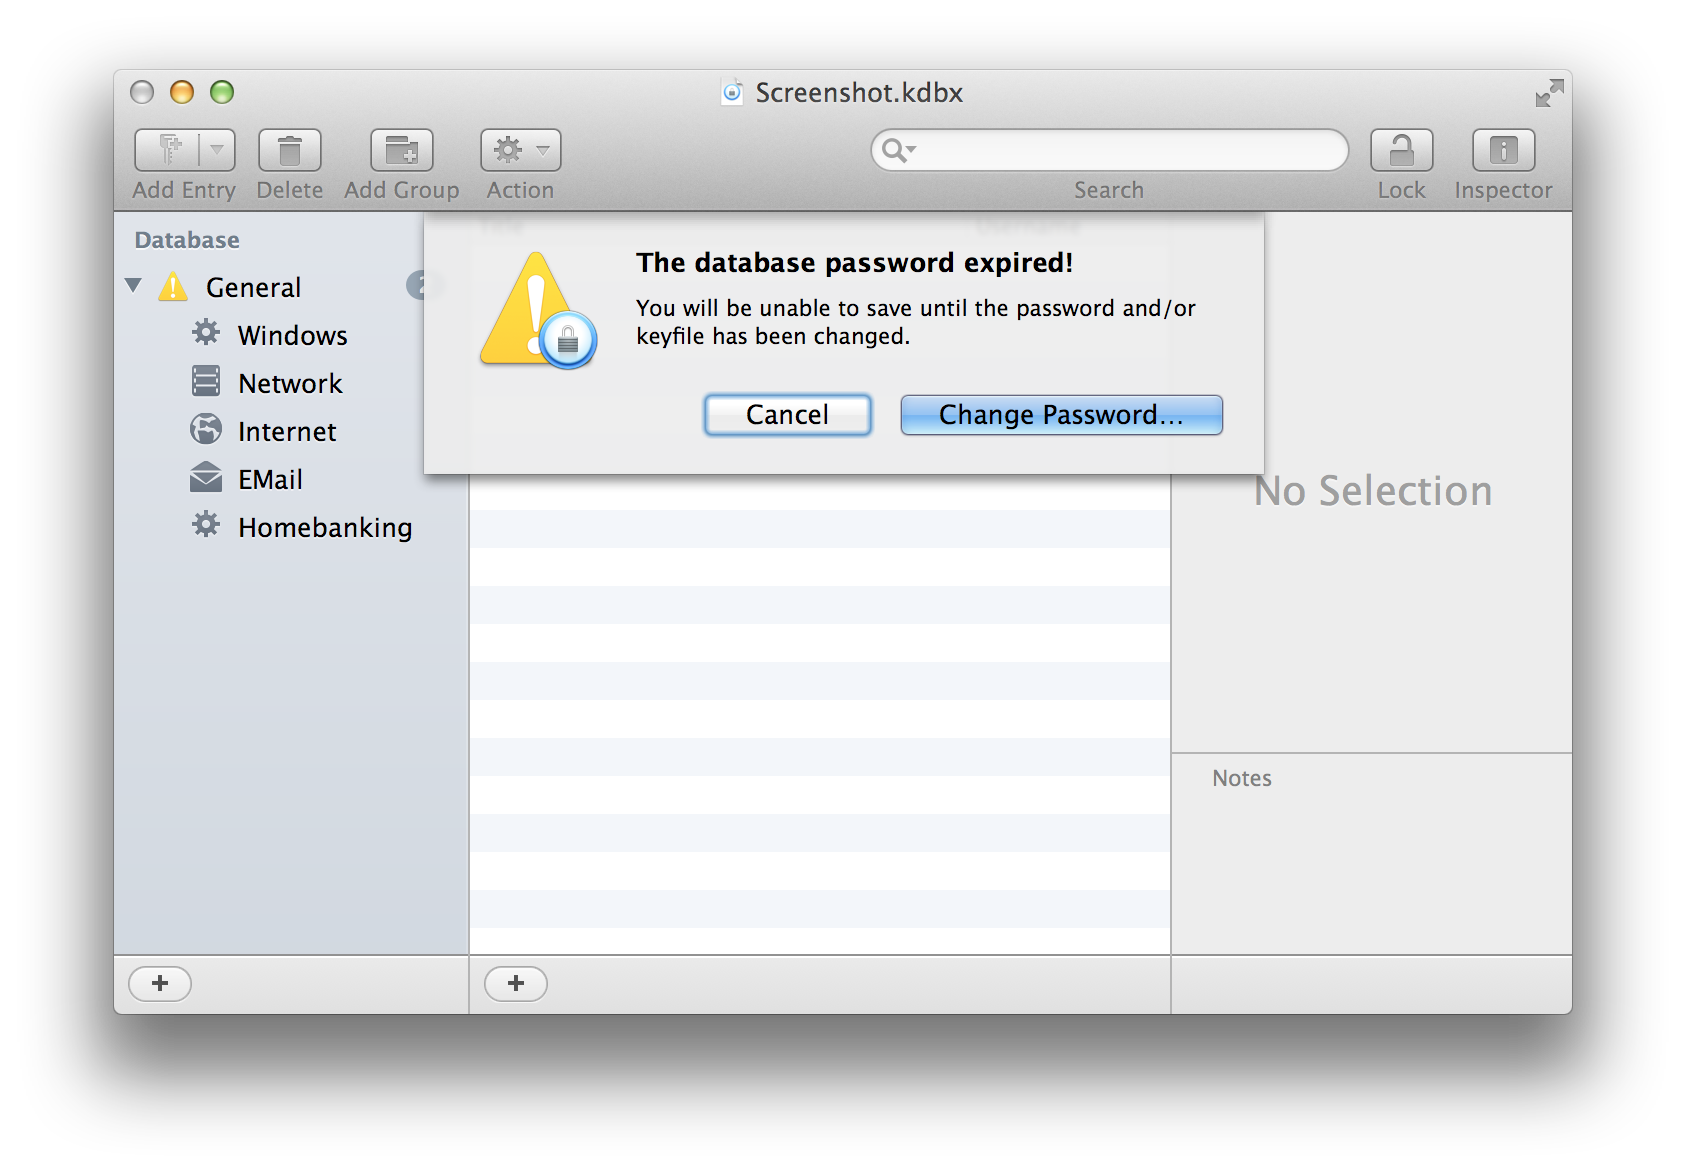 Screenshot.kdbx
Add Entry Delete Add Group Action Search Lock Inspector
Database
General
Windows
Network
Internet
EMail
Homebanking
Title Username
The database password expired!
You will be unable to save until the password and/or
keyfile has been changed.
Cancel Change Password...
No Selection
Notes